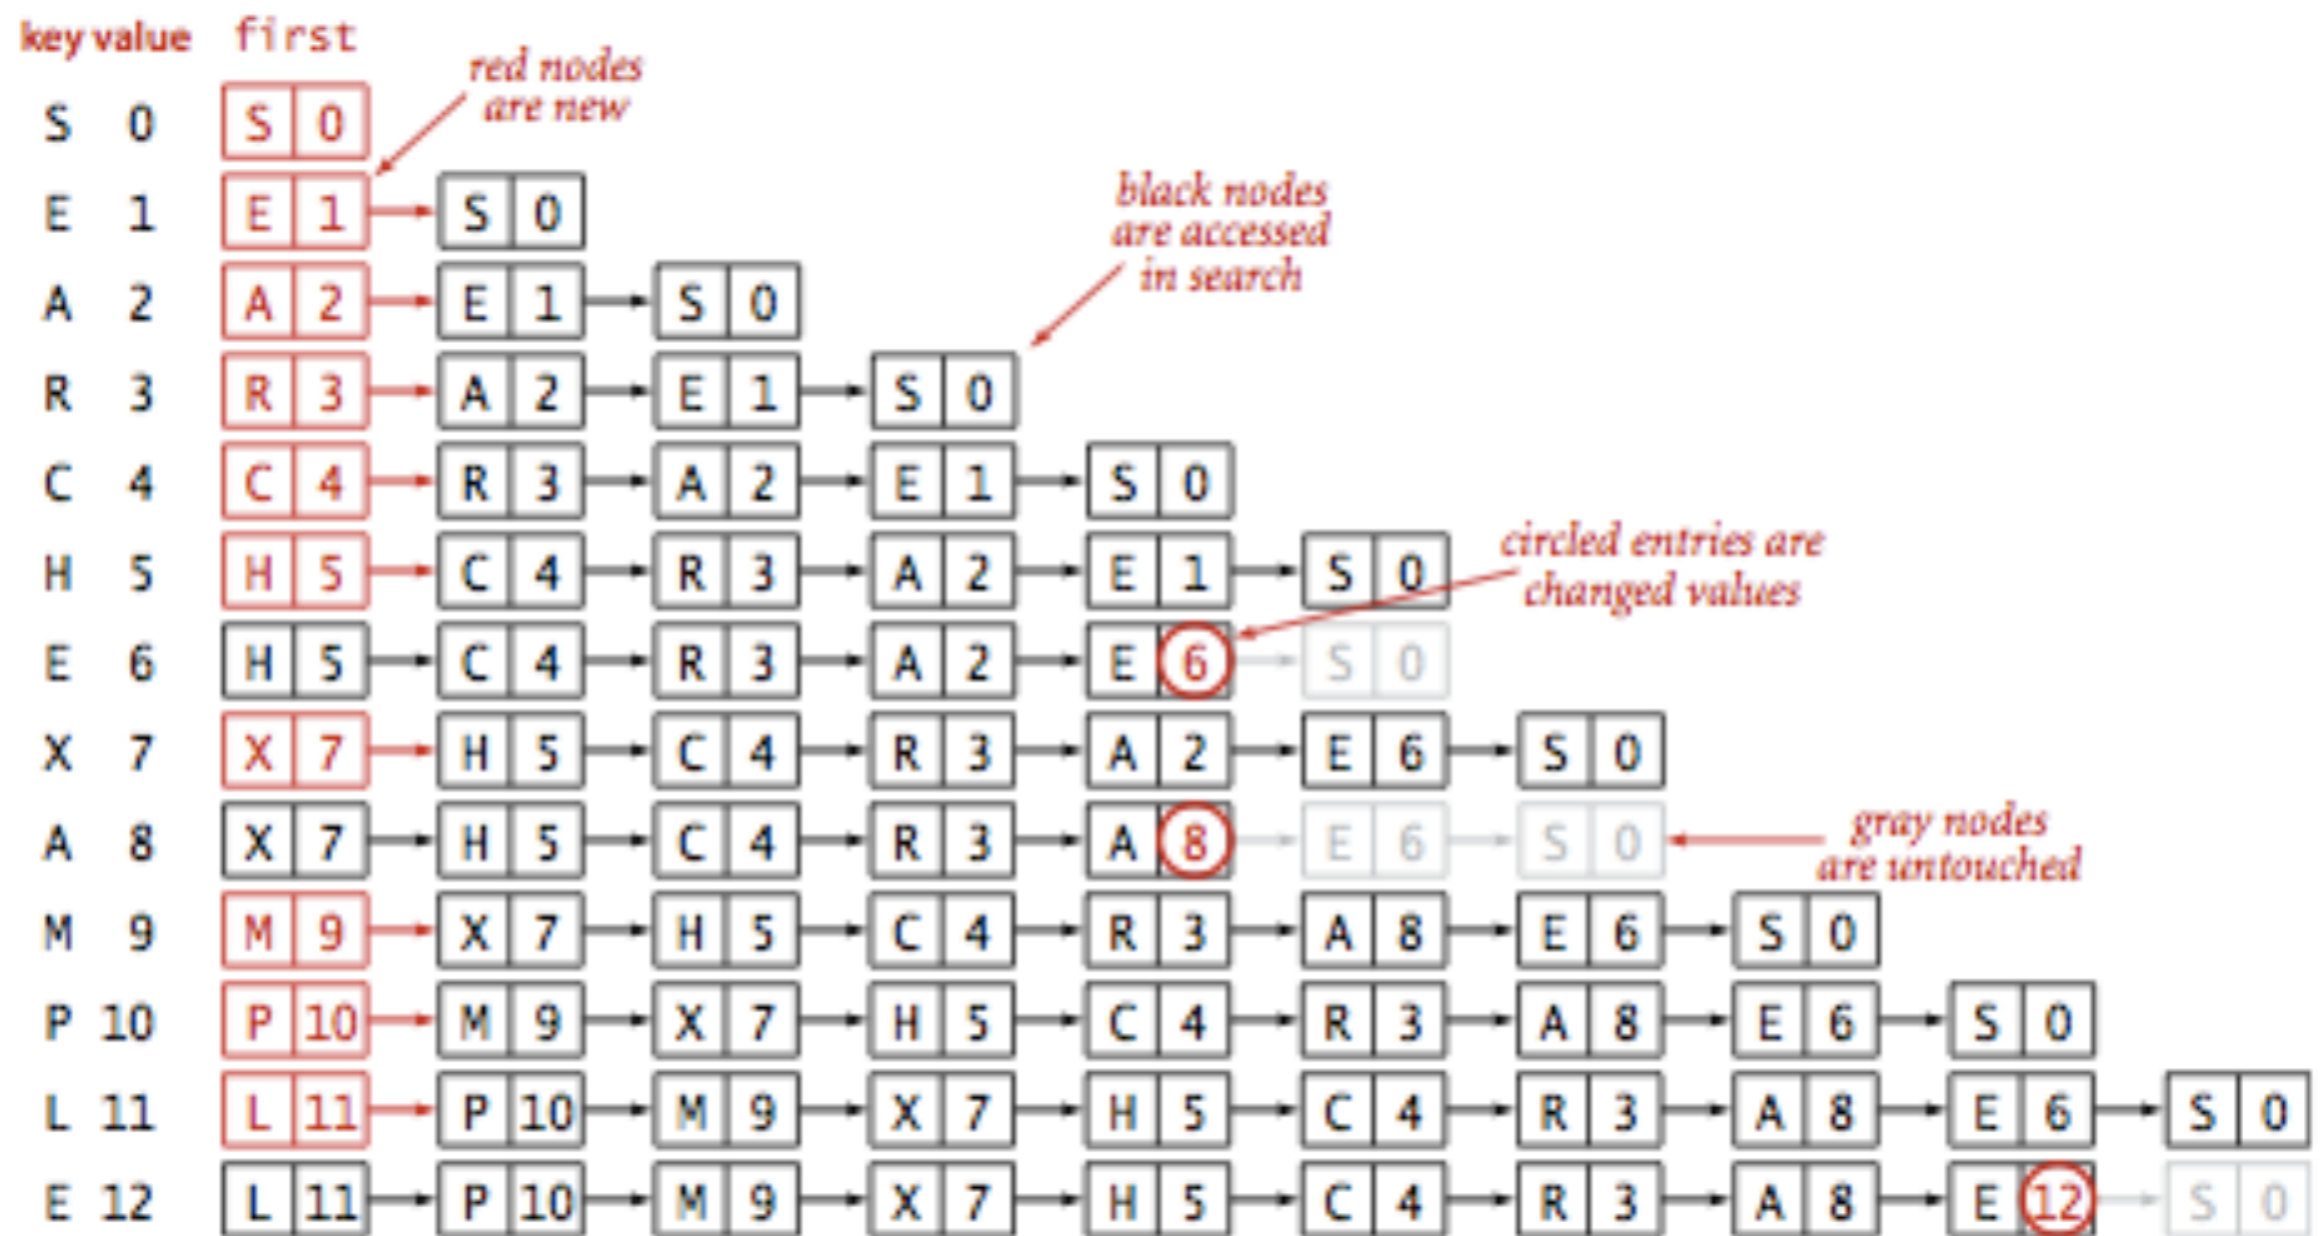 key value first
red nodes
are new
S 0 S 0
E 1 E 1 S 0
black nodes
are accessed
in search
A 2 A 2 E 1 S 0
R 3 R 3 A 2 E 1 S 0
C 4 C 4 R 3 A 2 E 1 S 0
circled entries are
changed values
H 5 H 5 C 4 R 3 A 2 E 1 S 0
E 6 H 5 C 4 R 3 A 2 E 6 S 0
X 7 X 7 H 5 C 4 R 3 A 2 E 6 S 0
A 8 X 7 H 5 C 4 R 3 A 8 E 6 S 0
gray nodes
are untouched
M 9 M 9 X 7 H 5 C 4 R 3 A 8 E 6 S 0
P 10 P 10 M 9 X 7 H 5 C 4 R 3 A 8 E 6 S 0
L 11 L 11 P 10 M 9 X 7 H 5 C 4 R 3 A 8 E 6 S 0
E 12 L 11 P 10 M 9 X 7 H 5 C 4 R 3 A 8 E 12 S 0